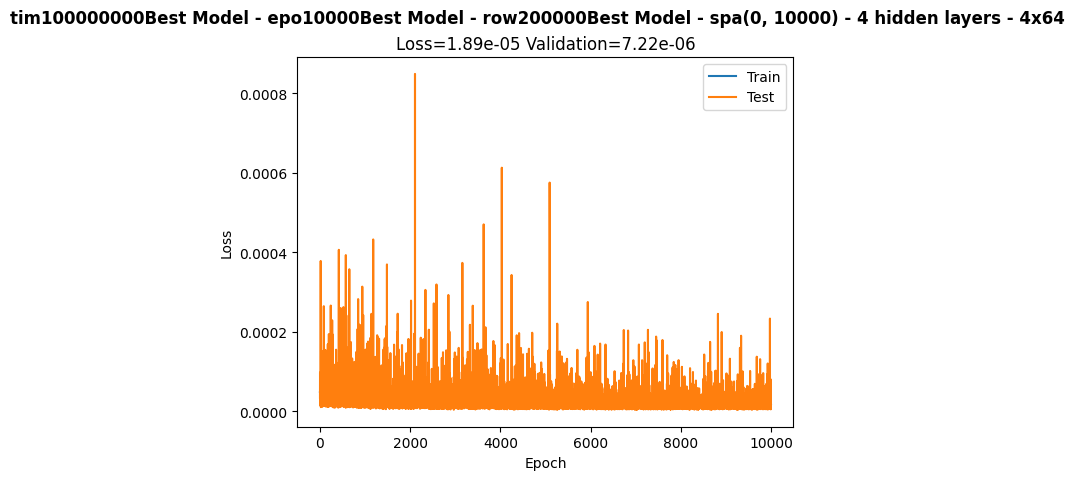 tim100000000Best Model - epo10000Best Model - row200000Best Model - spa(0, 10000) - 4 hidden layers - 4x64
Loss=1.89e-05 Validation=7.22e-06
Train
Test
0.0008
0.0006
0.0004
0.0002
0.0000
Loss
0
2000
4000
6000
8000
10000
Epoch